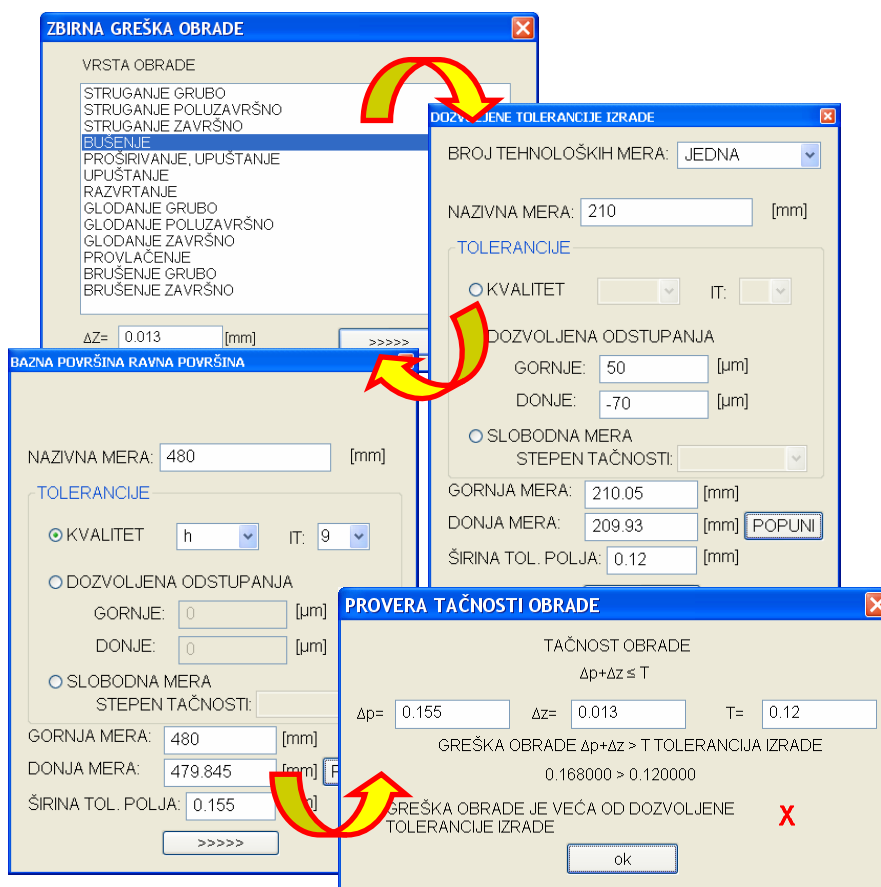 ZBIRNA GREŠKA OBRADE
VRSTA OBRADE
STRUGANJE GRUBO
STRUGANJE POLUZAVRŠNO
STRUGANJE ZAVRŠNO
BUŠENJE
PROŠIRIVANJE, UPUŠTANJE
UPUŠTANJE
RAZVRTANJE
GLODANJE GRUBO
GLODANJE POLUZAVRŠNO
GLODANJE ZAVRŠNO
PROVLAČENJE
BRUŠENJE GRUBO
BRUŠENJE ZAVRŠNO
ΔZ= 0.013 [mm] >>>>>
DOZVOLJENE TOLERANCIJE IZRADE
BROJ TEHNOLOŠKIH MERA: JEDNA
NAZIVNA MERA: 210 [mm]
TOLERANCIJE
KVALITET IT:
DOZVOLJENA ODSTUPANJA
GORNJE: 50 [µm]
DONJE: -70 [µm]
SLOBODNA MERA
STEPEN TAČNOSTI:
GORNJA MERA: 210.05 [mm]
DONJA MERA: 209.93 [mm] POPUNI
ŠIRINA TOL. POLJA: 0.12 [mm]
BAZNA POVRŠINA RAVNA POVRŠINA
NAZIVNA MERA: 480 [mm]
TOLERANCIJE
KVALITET h IT: 9
DOZVOLJENA ODSTUPANJA
GORNJE: 0 [µm]
DONJE: 0 [µm]
SLOBODNA MERA
STEPEN TAČNOSTI:
GORNJA MERA: 480 [mm]
DONJA MERA: 479.845 [mm]
ŠIRINA TOL. POLJA: 0.155
>>>>>
PROVERA TAČNOSTI OBRADE
TAČNOST OBRADE
Δp+Δz ≤ T
Δp= 0.155 Δz= 0.013 T= 0.12
GREŠKA OBRADE Δp+Δz > T TOLERANCIJA IZRADE
0.168000 > 0.120000
GREŠKA OBRADE JE VEĆA OD DOZVOLJENE
TOLERANCIJE IZRADE X
ok